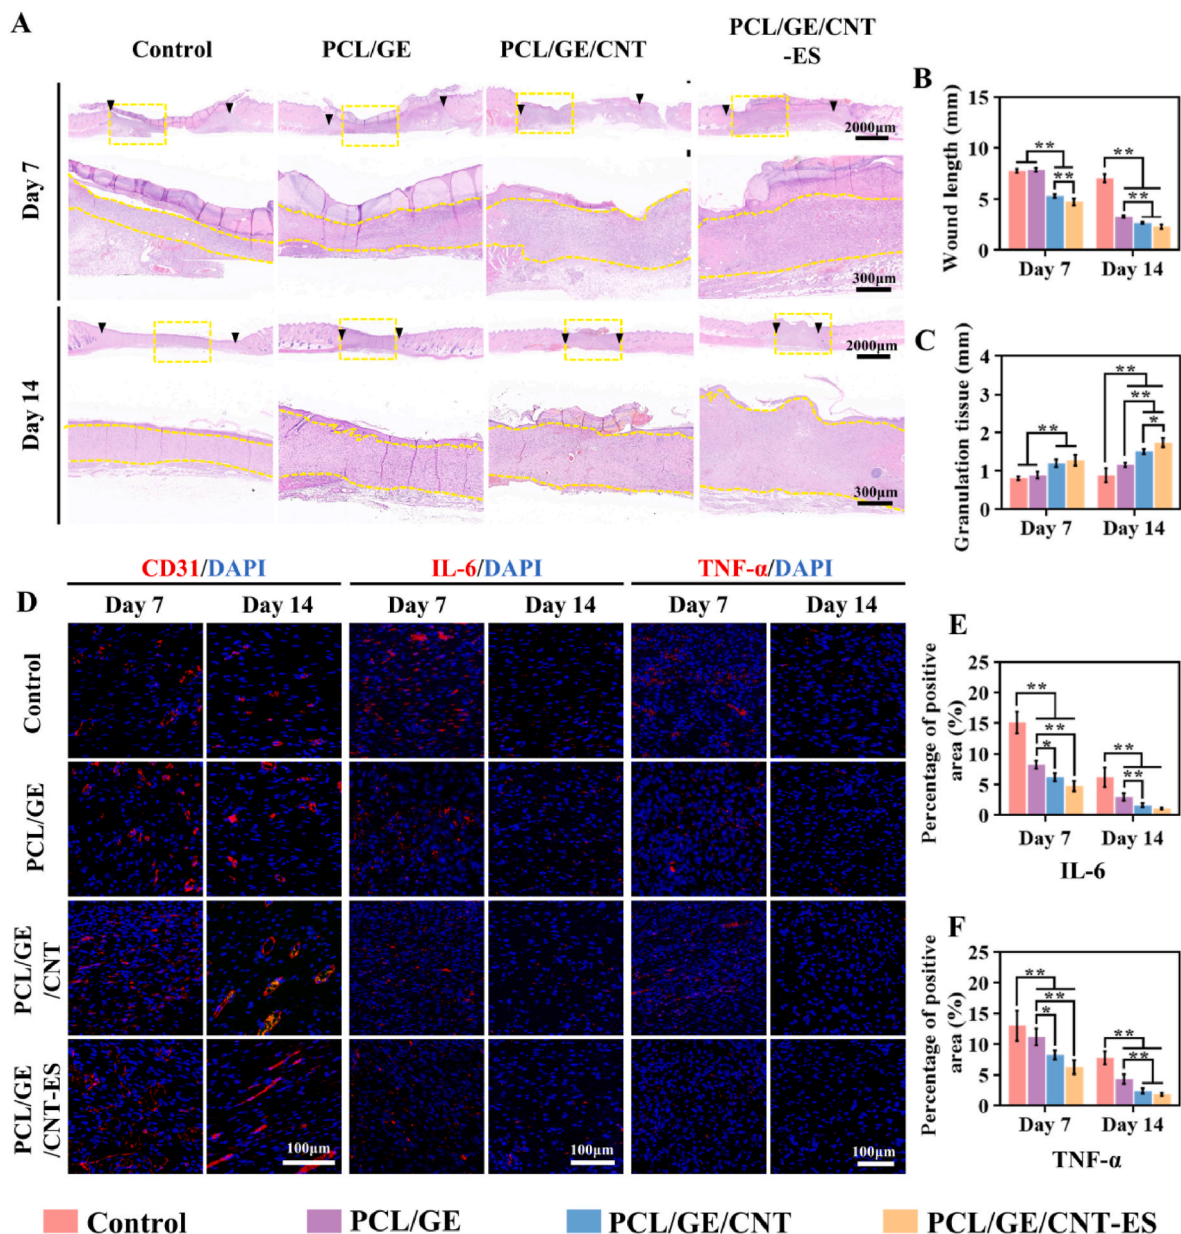 A
Control
PCL/GE
PCL/GE/CNT
PCL/GE/CNT
-ES
Day 7
2000μm
300μm
Day 14
2000μm
300μm
B
Wound length (mm)
15
10
5
0
**
**
**
**
Day 7
Day 14
C
Granulation tissue (mm)
4
3
2
1
0
**
**
**
*
Day 7
Day 14
D
CD31/DAPI
IL-6/DAPI
TNF-α/DAPI
Day 7
Day 14
Day 7
Day 14
Day 7
Day 14
Control
PCL/GE
PCL/GE
/CNT
PCL/GE
/CNT-ES
100μm
100μm
100μm
E
Percentage of positive
area (%)
25
20
15
10
5
0
**
**
*
**
**
Day 7
Day 14
IL-6
F
Percentage of positive
area (%)
25
20
15
10
5
0
**
**
*
**
**
Day 7
Day 14
TNF-α
Control
PCL/GE
PCL/GE/CNT
PCL/GE/CNT-ES